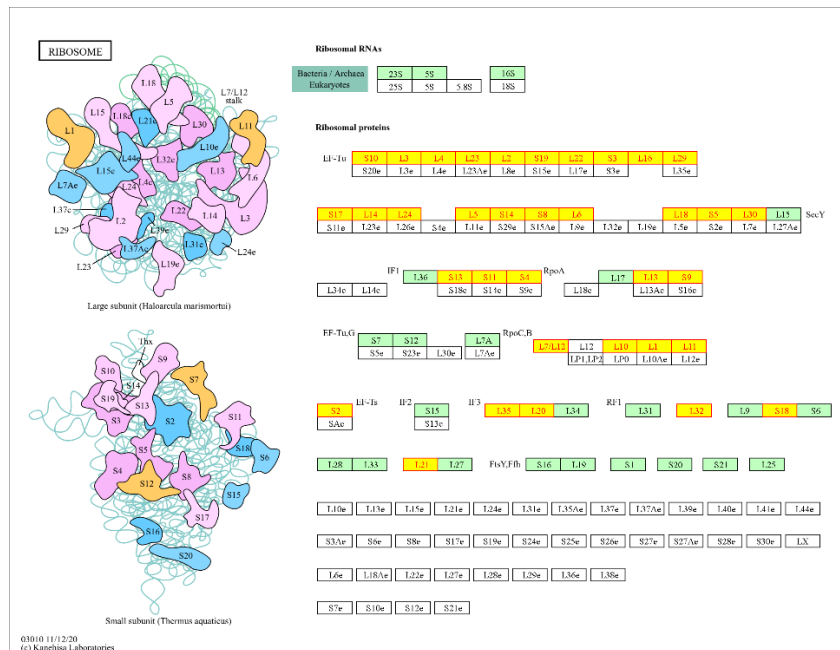 RIBOSOME
L18
L5
L7/L12
stalk
L15
L18e
L21e
L30
L11
L1
L10e
L44e
L32e
L15e
L13
L6
L7Ae
L4e
L24
L37e
L2
L22
L14
L3
L29
L39e
L37Ae
L31e
L24e
L23
L19e
Large subunit (Haloarcula marismortui)
Thx
S9
S10
S14
S7
S19
S13
S3
S2
S11
S5
S18
S6
S4
S12
S8
S15
S17
S16
S20
Small subunit (Thermus aquaticus)
03010 11/12/20
(c) Kanehisa Laboratories
Ribosomal RNAs
Bacteria / Archaea 23S 5S 16S
Eukaryotes 25S 5S 5.8S 18S
Ribosomal proteins
EF-Tu S10 L3 L4 L23 L2 S19 L22 S3 L16 L29
S20e L3e L4e L23Ae L8e S15e L17e S3e L35e
S17 L14 L24 L5 S14 S8 L6 L18 S5 L30 L15 SecY
S11e L23e L26e S4e L11e S29e S15Ae L9e L32e L19e L5e S2e L7e L27Ae
IF1 L36 S13 S11 S4 RpoA L17 L13 S9
L34e L14e S18e S14e S9e L18e L13Ae S16e
EF-Tu,G S7 S12 L7A RpoC,B L7/L12 L12 L10 L1 L11
S5e S23e L30e L7Ae LP1,LP2 LP0 L10Ae L12e
S2 EF-Ts IF2 S15 IF3 L35 L20 L34 RF1 L31 L32 L9 S18 S6
SAe S13e
L28 L33 L21 L27 FtsY,Ffh S16 L19 S1 S20 S21 L25
L10e L13e L15e L21e L24e L31e L35Ae L37e L37Ae L39e L40e L41e L44e
S3Ae S6e S8e S17e S19e S24e S25e S26e S27e S27Ae S28e S30e LX
L6e L18Ae L22e L27e L28e L29e L36e L38e
S7e S10e S12e S21e